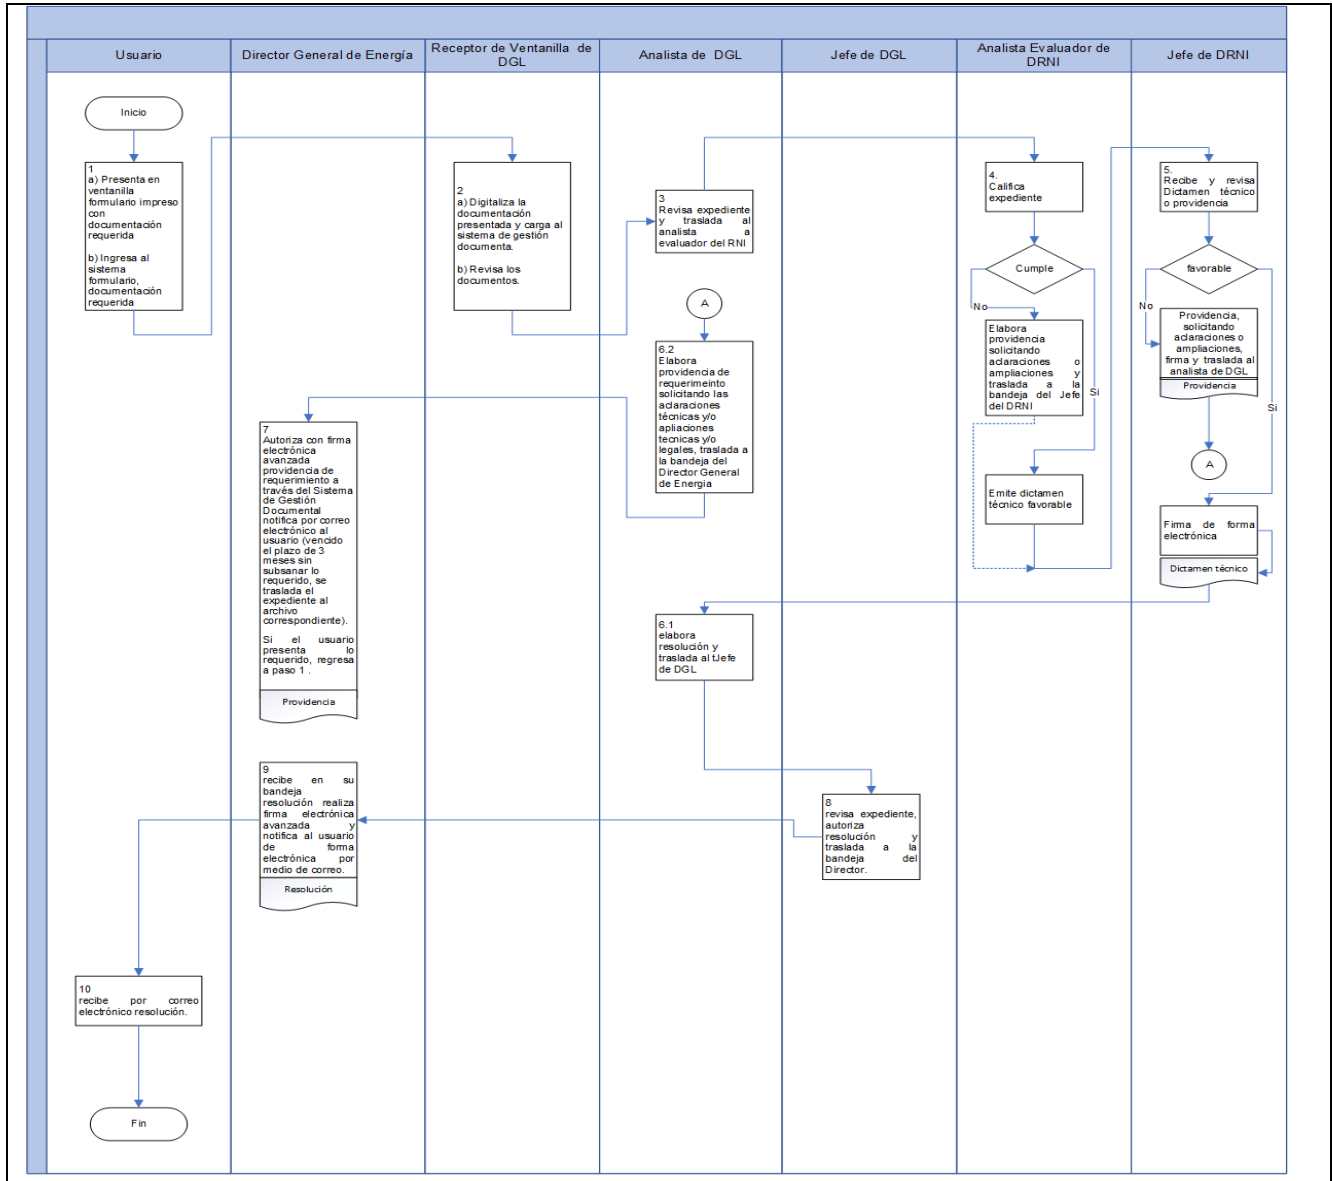 Usuario
Director General de Energía
Receptor de Ventanilla de
DGL
Analista de DGL
Jefe de DGL
Analista Evaluador de
DRNI
Jefe de DRNI
Inicio
1
a) Presenta en
ventanilla
formulario impreso
con
documentación
requerida
b) Ingresa al
sistema
formulario,
documentación
requerida
2
a) Digitaliza la
documentación
presentada y carga al
sistema de gestión
documenta.
b) Revisa los
documentos.
3
Revisa expediente
y traslada al
analista a
evaluador del RNI
4.
Califica
expediente
Cumple
No
Si
Elabora
providencia
solicitando
aclaraciones o
ampliaciones y
traslada a la
bandeja del Jefe
del DRNI
Emite dictamen
técnico favorable
5.
Recibe y revisa
Dictamen técnico
o providencia
favorable
No
Si
Providencia,
solicitando
aclaraciones o
ampliaciones,
firma y traslada al
analista de DGL
Providencia
A
Firma de forma
electrónica
Dictamen técnico
A
6.2
Elabora
providencia de
requerimeinto
solicitando las
aclaraciones
técnicas y/o
apliaciones
tecnicas y/o
legales, traslada a
la bandeja del
Director General
de Energia
7
Autoriza con firma
electrónica
avanzada
providencia de
requerimiento a
través del Sistema
de Gestión
Documental
notifica por correo
electrónico al
usuario (vencido
el plazo de 3
meses sin
subsanar lo
requerido, se
traslada el
expediente al
archivo
correspondiente).
Si el usuario
presenta lo
requerido, regresa
a paso 1 .
Providencia
6.1
elabora
resolución y
traslada al tJefe
de DGL
8
revisa expediente,
autoriza
resolución y
traslada a la
bandeja del
Director.
9
recibe en su
bandeja
resolución realiza
firma electrónica
avanzada y
notifica al usuario
de forma
electrónica por
medio de correo.
Resolución
10
recibe por correo
electrónico resolución.
Fin